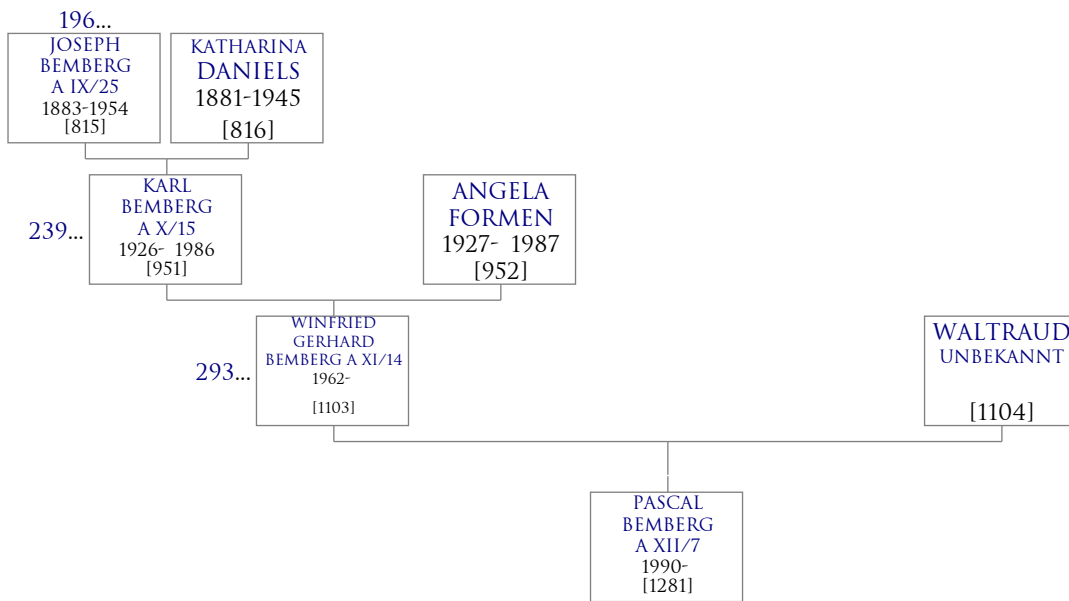 196...
JOSEPH
BEMBERG
A IX/25
1883-1954
[815]
KATHARINA
DANIELS
1881-1945
[816]
239...
KARL
BEMBERG
A X/15
1926- 1986
[951]
ANGELA
FORMEN
1927- 1987
[952]
293...
WINFRIED
GERHARD
BEMBERG A XI/14
1962-
[1103]
WALTRAUD
UNBEKANNT
[1104]
PASCAL
BEMBERG
A XII/7
1990-
[1281]